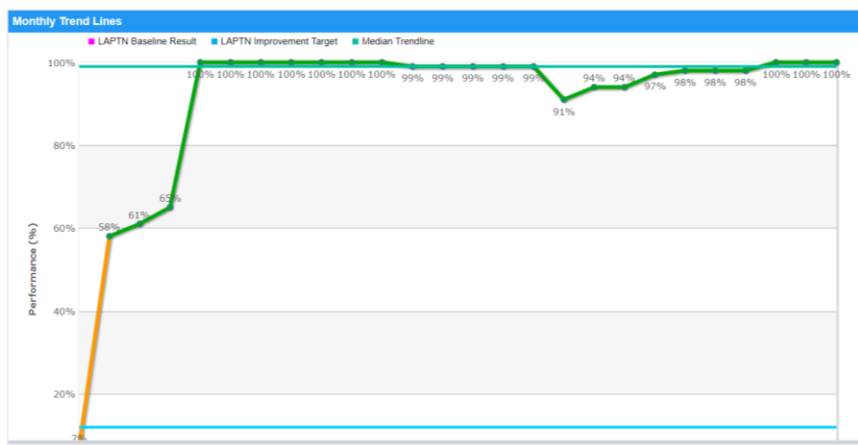 Monthly Trend Lines
LAPTN Baseline Result LAPTN Improvement Target Median Trendline
100%
100% 100% 100% 100% 100% 100% 100% 99% 99% 99% 99% 99% 91% 94% 94% 97% 98% 98% 98% 100% 100% 100%
80%
65%
61%
58%
60%
Performance (%)
40%
20%
7%